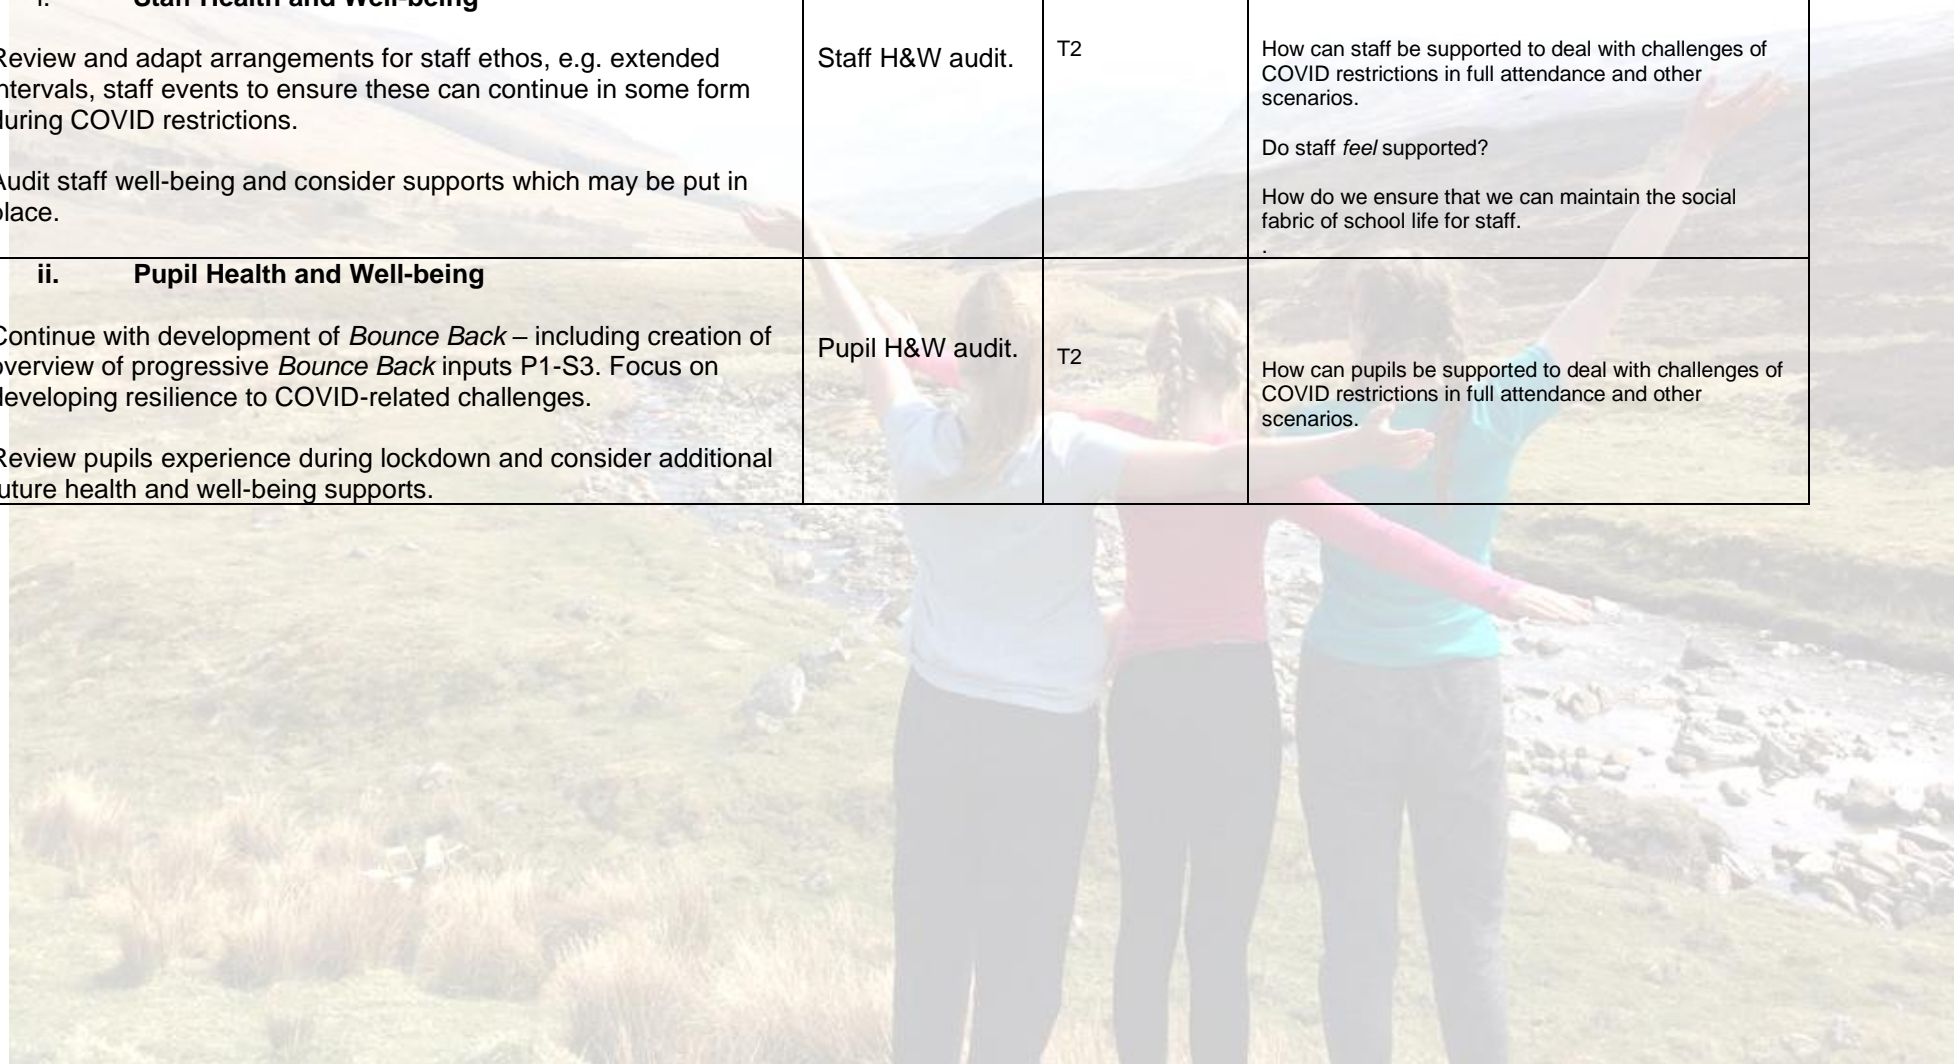 i. Staff Health and Well-being
Review and adapt arrangements for staff ethos, e.g. extended
intervals, staff events to ensure these can continue in some form
during COVID restrictions.
Audit staff well-being and consider supports which may be put in
place.
Staff H&W audit.
T2
How can staff be supported to deal with challenges of
COVID restrictions in full attendance and other
scenarios.
Do staff feel supported?
How do we ensure that we can maintain the social
fabric of school life for staff.
.
ii. Pupil Health and Well-being
Continue with development of Bounce Back – including creation of
overview of progressive Bounce Back inputs P1-S3. Focus on
developing resilience to COVID-related challenges.
Review pupils experience during lockdown and consider additional
future health and well-being supports.
Pupil H&W audit.
T2
How can pupils be supported to deal with challenges of
COVID restrictions in full attendance and other
scenarios.